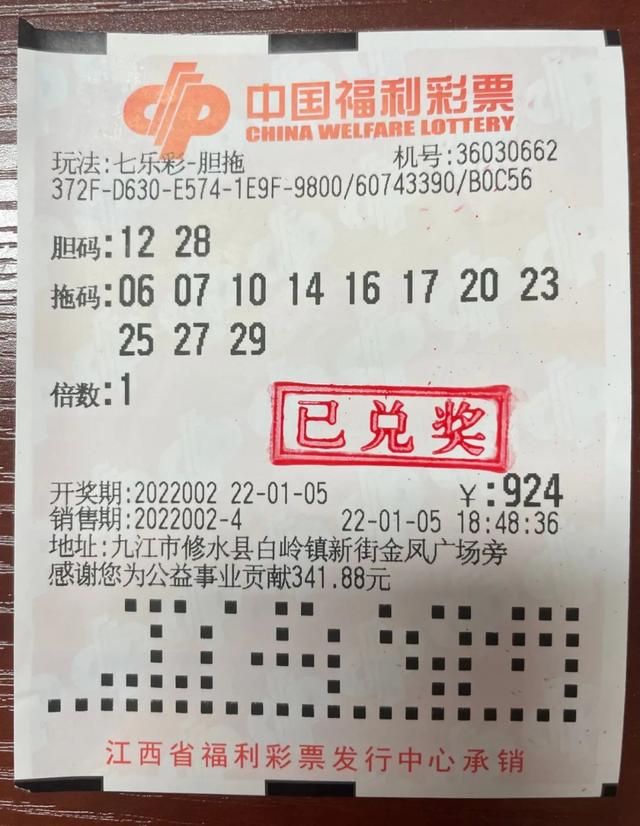 中国福利彩票
CHINA WELFARE LOTTERY
玩法:七乐彩-胆拖 机号:36030662
372F-D630-E574-1E9F-9800/60743390/B0C56
胆码:12 28
拖码:06 07 10 14 16 17 20 23
25 27 29
倍数:1
已兑奖
开奖期:2022002 22-01-05 ¥:924
销售期:2022002-4 22-01-05 18:48:36
地址:九江市修水县白岭镇新街金凤广场旁
感谢您为公益事业贡献341.88元
江西省福利彩票发行中心承销